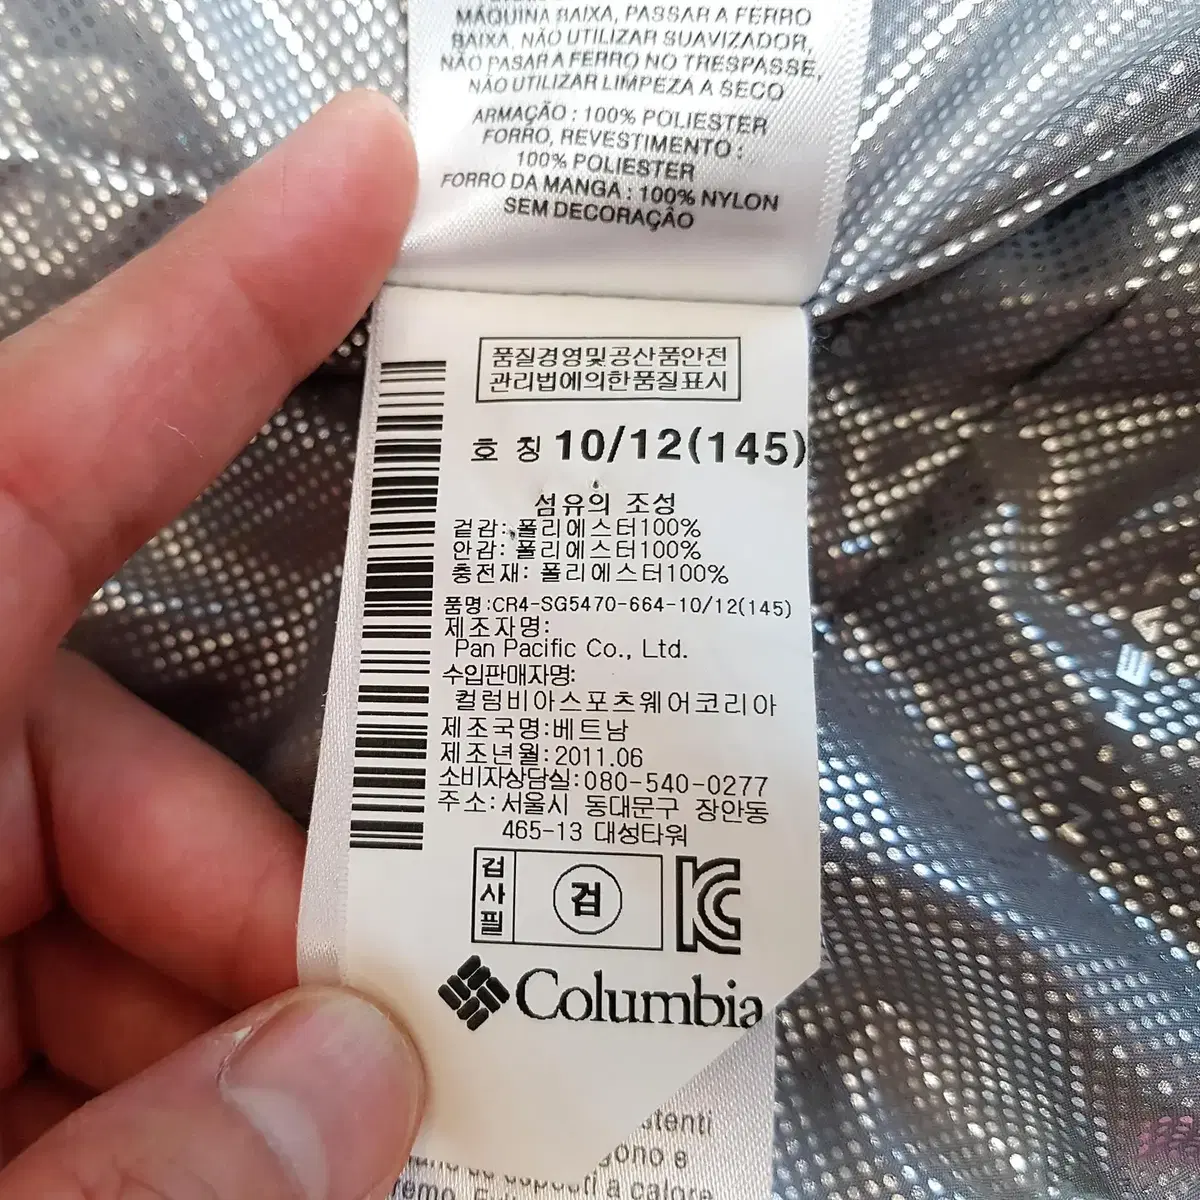 MÁQUINA BAIXA, PASSAR A FERRO
BAIXA, NÃO UTILIZAR SUAVIZADOR,
NÃO PASAR A FERRO NO TRESPASSE,
NÃO UTILIZAR LIMPEZA A SECO
ARMAÇÃO : 100% POLIESTER
FORRO, REVESTIMENTO :
100% POLIESTER
FORRO DA MANGA : 100% NYLON
SEM DECORAÇÃO
품질경영및공산품안전
관리법에의한품질표시
호 칭 10/12(145)
섬유의 조성
겉감: 폴리에스터100%
안감: 폴리에스터100%
충전재: 폴리에스터100%
품명:CR4-SG5470-664-10/12(145)
제조자명:
Pan Pacific Co., Ltd.
수입판매자명:
컬럼비아스포츠웨어코리아
제조국명:베트남
제조년월:2011.06
소비자상담실:080-540-0277
주소:서울시 동대문구 장안동
465-13 대성타워
검사필
검
KC
Columbia
a calore